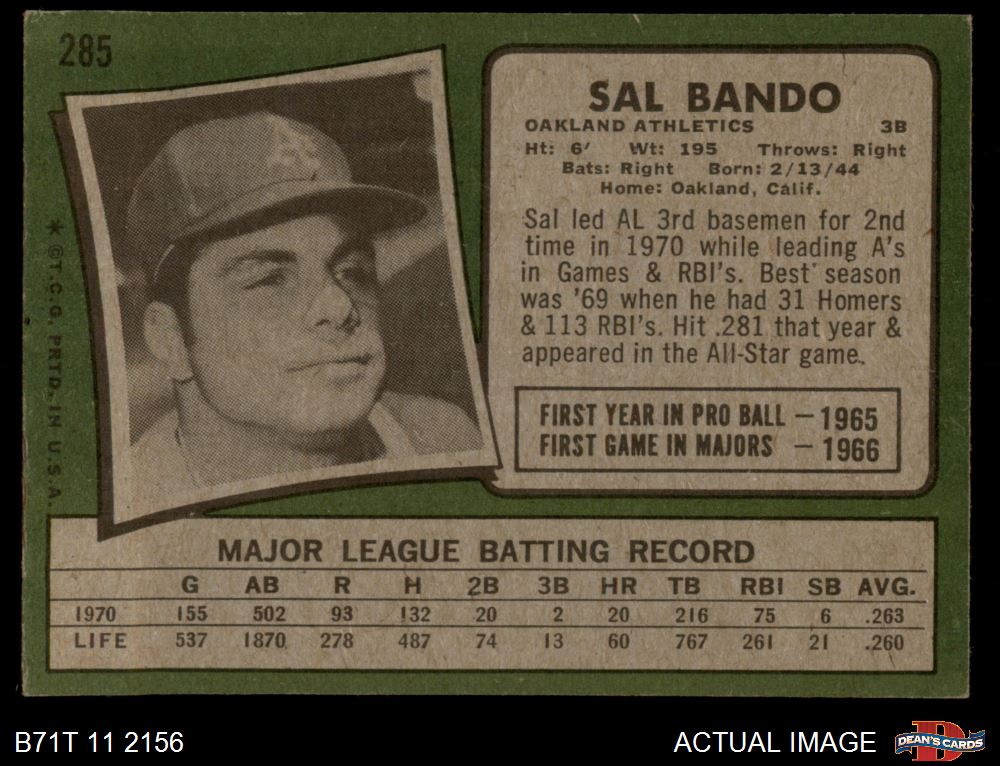 285
A's
* ©T.C.G. PRTD. IN U.S.A.
SAL BANDO
OAKLAND ATHLETICS 3B
Ht: 6' Wt: 195 Throws: Right
Bats: Right Born: 2/13/44
Home: Oakland, Calif.
Sal led AL 3rd basemen for 2nd
time in 1970 while leading A's
in Games & RBI's. Best season
was '69 when he had 31 Homers
& 113 RBI's. Hit .281 that year &
appeared in the All-Star game.
FIRST YEAR IN PRO BALL — 1965
FIRST GAME IN MAJORS — 1966
MAJOR LEAGUE BATTING RECORD
G AB R H 2B 3B HR TB RBI SB AVG.
1970 155 502 93 132 20 2 20 216 75 6 .263
LIFE 537 1870 278 487 74 13 60 767 261 21 .260
B71T 11 2156
ACTUAL IMAGE
DEAN'S CARDS